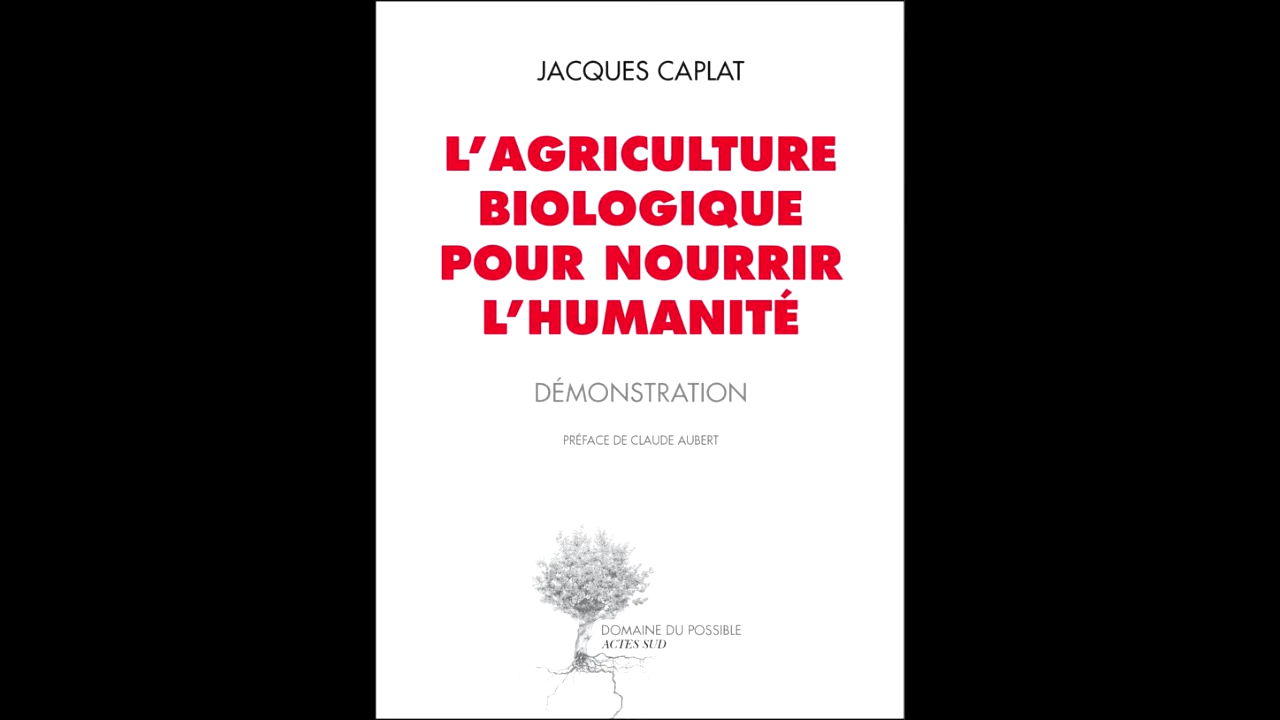 JACQUES CAPLAT
L'AGRICULTURE
BIOLOGIQUE
POUR NOURRIR
L'HUMANITÉ
DÉMONSTRATION
PRÉFACE DE CLAUDE AUBERT
DOMAINE DU POSSIBLE
ACTES SUD